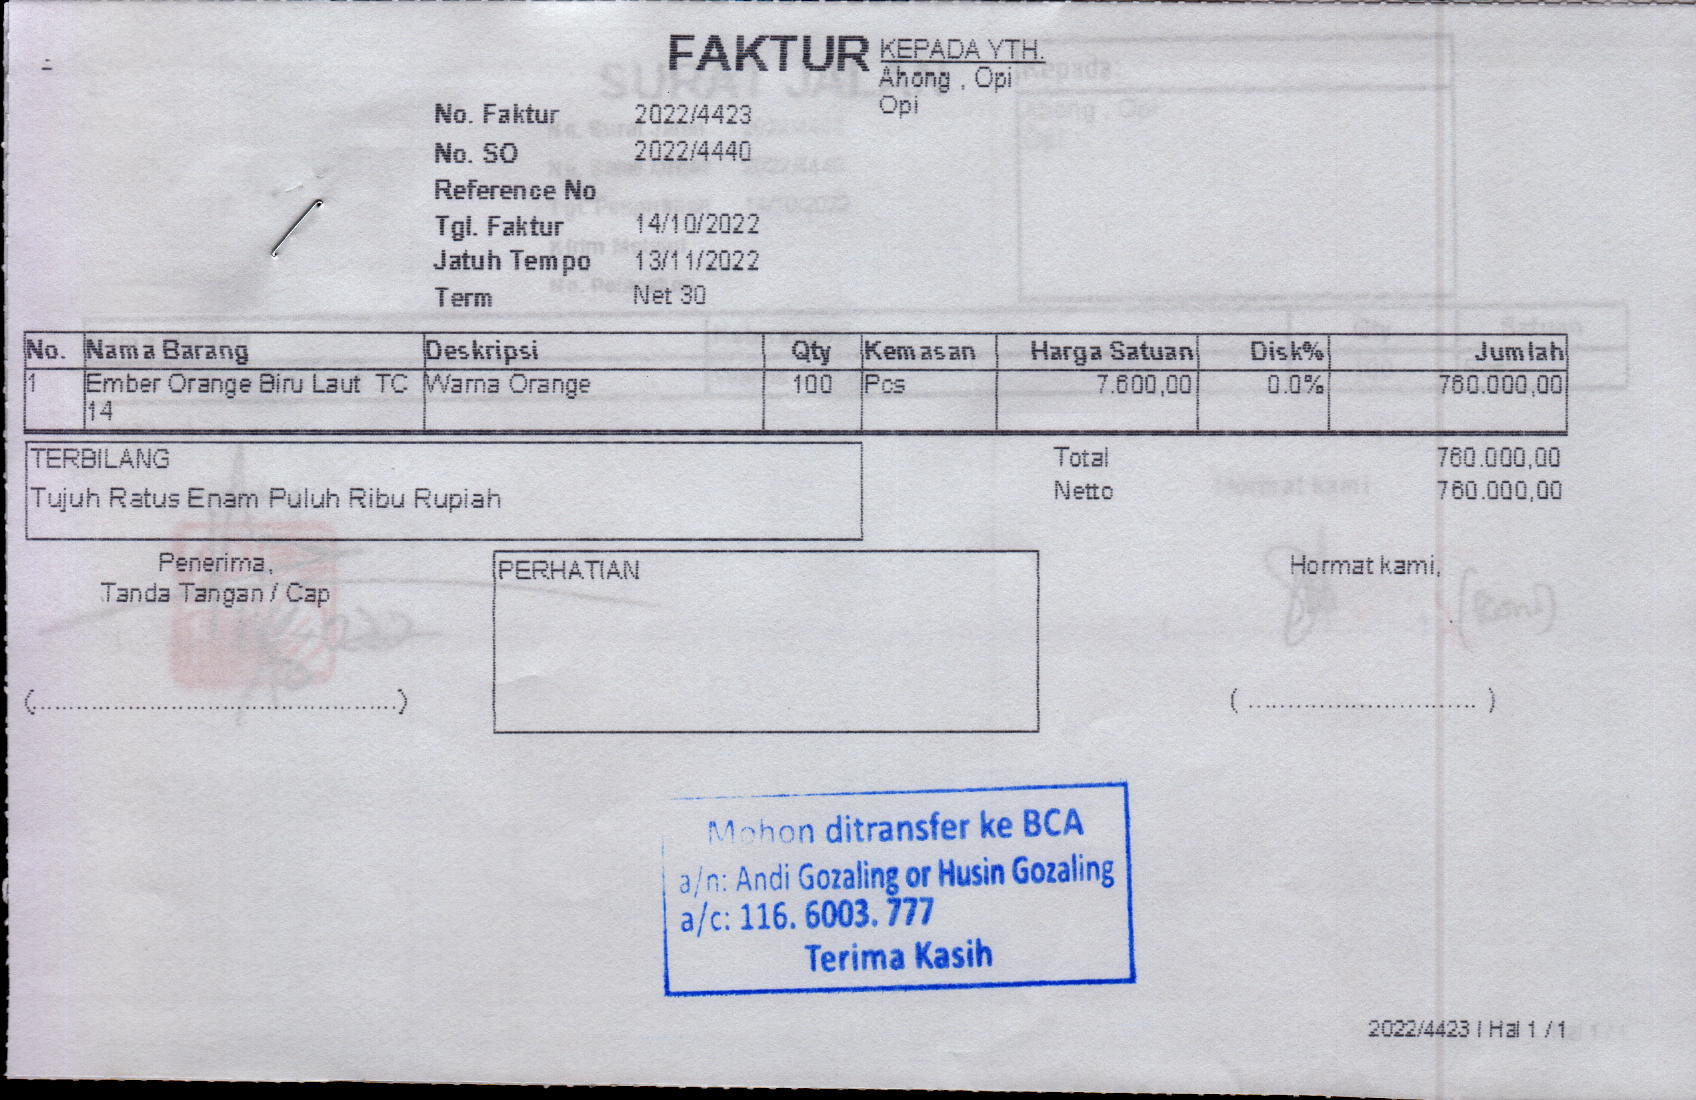 FAKTUR
KEPADA YTH.
Ahong , Opi
Opi
No. Faktur 2022/4423
No. SO 2022/4440
Reference No
Tgl. Faktur 14/10/2022
Jatuh Tempo 13/11/2022
Term Net 30
No. Nama Barang Deskripsi Qty Kemasan Harga Satuan Disk% Jumlah
1 Ember Orange Biru Laut TC Warna Orange 100 Pcs 7.600,00 0.0% 760.000,00
14
TERBILANG
Tujuh Ratus Enam Puluh Ribu Rupiah
Total 760.000,00
Netto 760.000,00
Penerima,
Tanda Tangan / Cap
(................................................)
PERHATIAN
Hormat kami,
( ............................. )
Mohon ditransfer ke BCA
a/n: Andi Gozaling or Husin Gozaling
a/c: 116. 6003. 777
Terima Kasih
2022/4423 | Hal 1 / 1